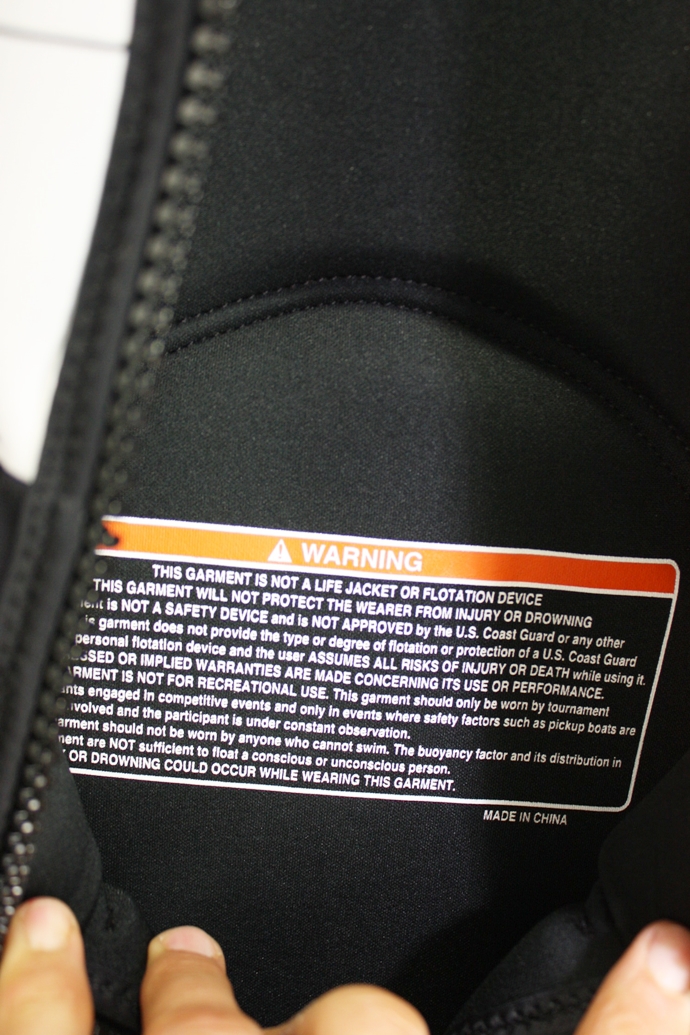 WARNING
THIS GARMENT IS NOT A LIFE JACKET OR FLOTATION DEVICE
THIS GARMENT WILL NOT PROTECT THE WEARER FROM INJURY OR DROWNING
is NOT A SAFETY DEVICE and is NOT APPROVED by the U.S. Coast Guard or any other
garment does not provide the type or degree of flotation or protection of a U.S. Coast Guard
personal flotation device and the user ASSUMES ALL RISKS OF INJURY OR DEATH while using it.
OR IMPLIED WARRANTIES ARE MADE CONCERNING ITS USE OR PERFORMANCE.
IS NOT FOR RECREATIONAL USE. This garment should only be worn by tournament
engaged in competitive events and only in events where safety factors such as pickup boats are
and the participant is under constant observation.
should not be worn by anyone who cannot swim. The buoyancy factor and its distribution in
are NOT sufficient to float a conscious or unconscious person.
OR DROWNING COULD OCCUR WHILE WEARING THIS GARMENT.
MADE IN CHINA